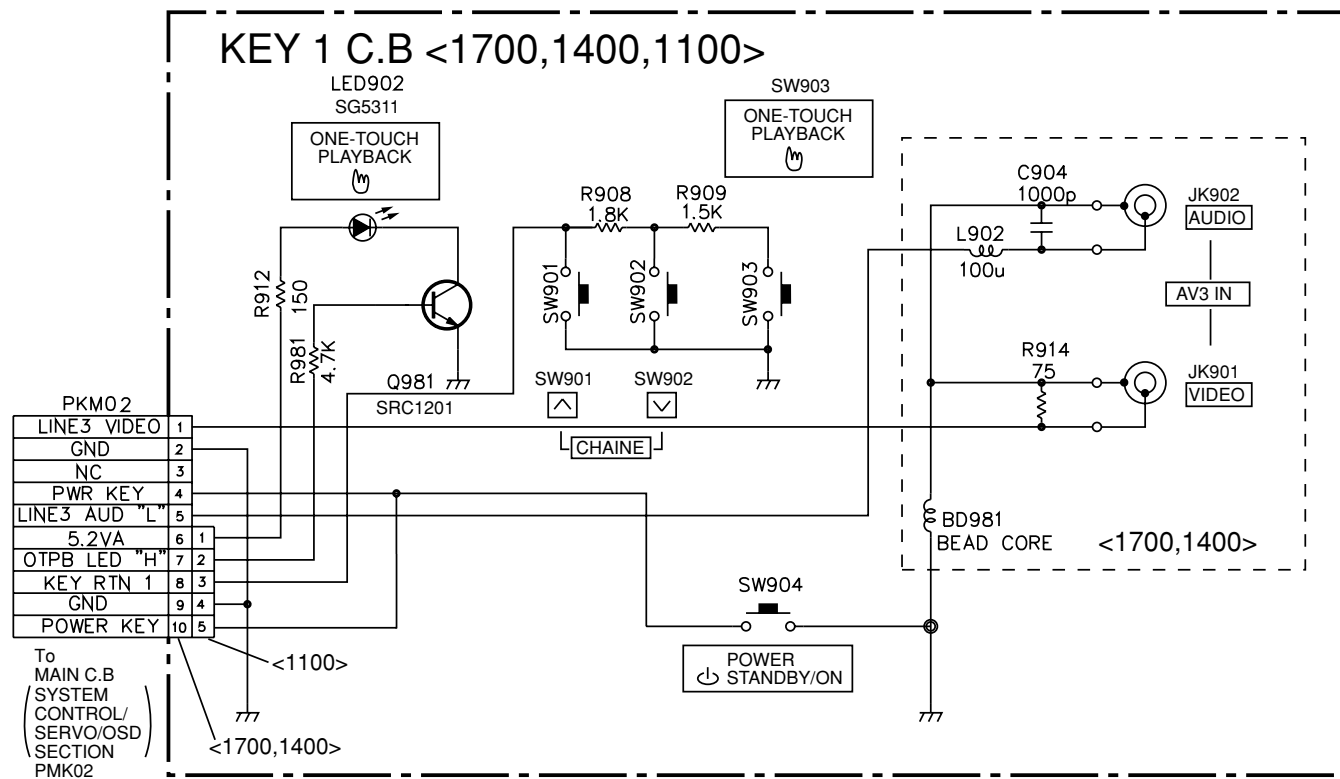 KEY 1 C.B <1700,1400,1100>
LED902
SG5311
ONE-TOUCH
PLAYBACK
SW903
ONE-TOUCH
PLAYBACK
R908
1.8K
R909
1.5K
C904
1000p
JK902
AUDIO
L902
100u
AV3 IN
R912
150
R981
4.7K
SW901
SW902
SW903
Q981
SRC1201
SW901
SW902
CHAINE
R914
75
JK901
VIDEO
PKM02
LINE3 VIDEO 1
GND 2
NC 3
PWR KEY 4
LINE3 AUD "L" 5
5.2VA 6 1
OTPB LED "H" 7 2
KEY RTN 1 8 3
GND 9 4
POWER KEY 10 5
BD981
BEAD CORE
<1700,1400>
SW904
POWER
STANDBY/ON
<1100>
<1700,1400>
To
MAIN C.B
SYSTEM
CONTROL/
SERVO/OSD
SECTION
PMK02